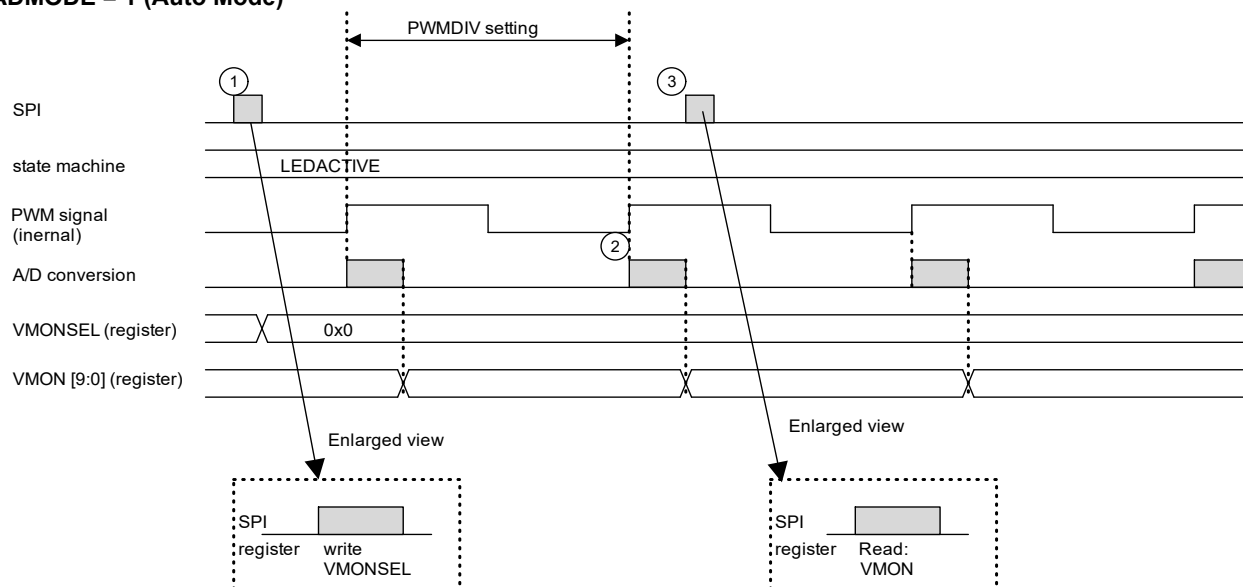 ADMODE = 1 (Auto Mode)
PWMDIV setting
1
3
SPI
state machine
LEDACTIVE
PWM signal
(inernal)
2
A/D conversion
VMONSEL (register)
0x0
VMON [9:0] (register)
Enlarged view
Enlarged view
SPI
register
write
VMONSEL
SPI
register
Read:
VMON